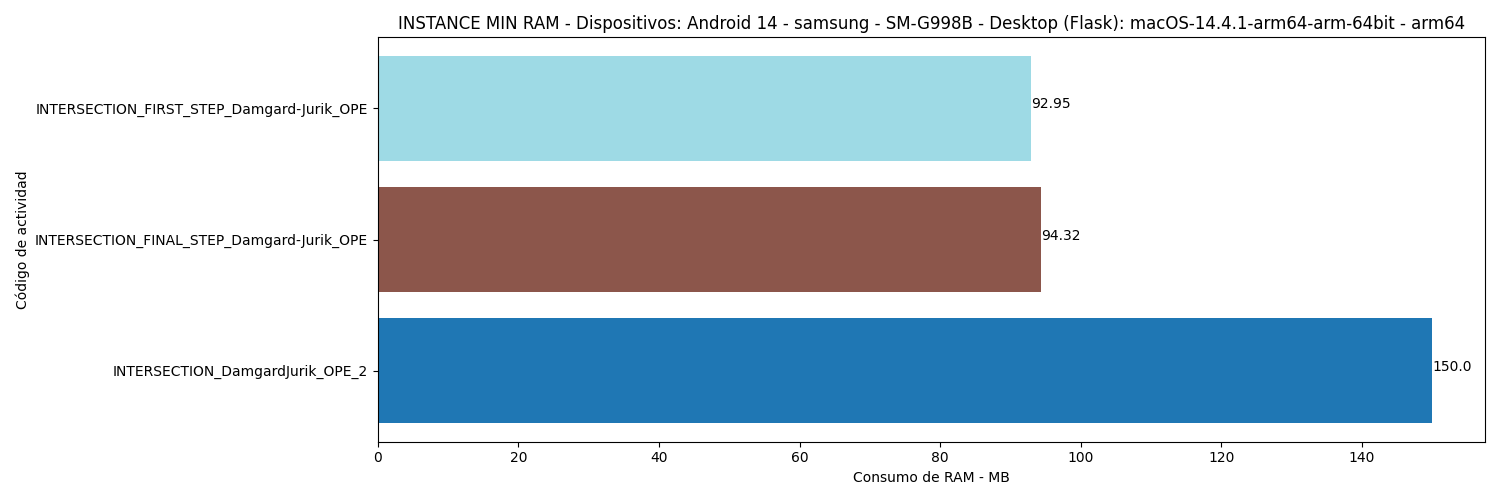 INSTANCE MIN RAM - Dispositivos: Android 14 - samsung - SM-G998B - Desktop (Flask): macOS-14.4.1-arm64-arm-64bit - arm64
Código de actividad
INTERSECTION_FIRST_STEP_Damgard-Jurik_OPE
92.95
INTERSECTION_FINAL_STEP_Damgard-Jurik_OPE
94.32
INTERSECTION_DamgardJurik_OPE_2
150.0
0 20 40 60 80 100 120 140
Consumo de RAM - MB